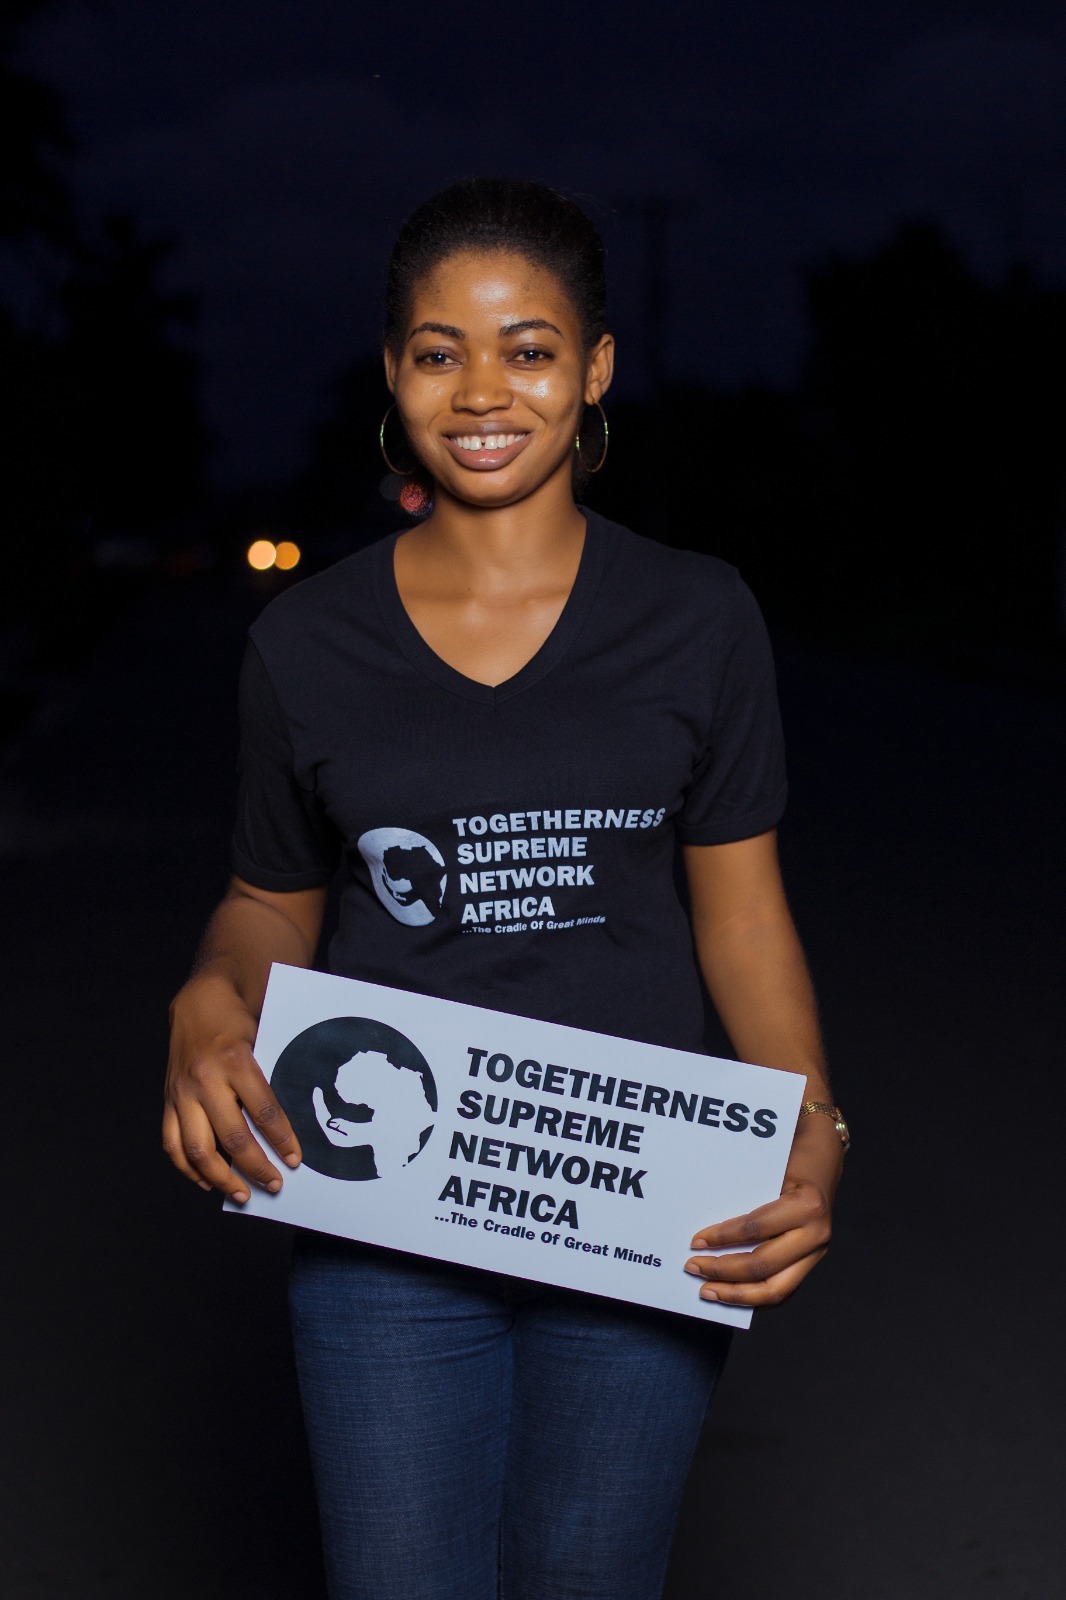 TOGETHERNESS
SUPREME
NETWORK
AFRICA
...The Cradle Of Great Minds
TOGETHERNESS
SUPREME
NETWORK
AFRICA
...The Cradle Of Great Minds